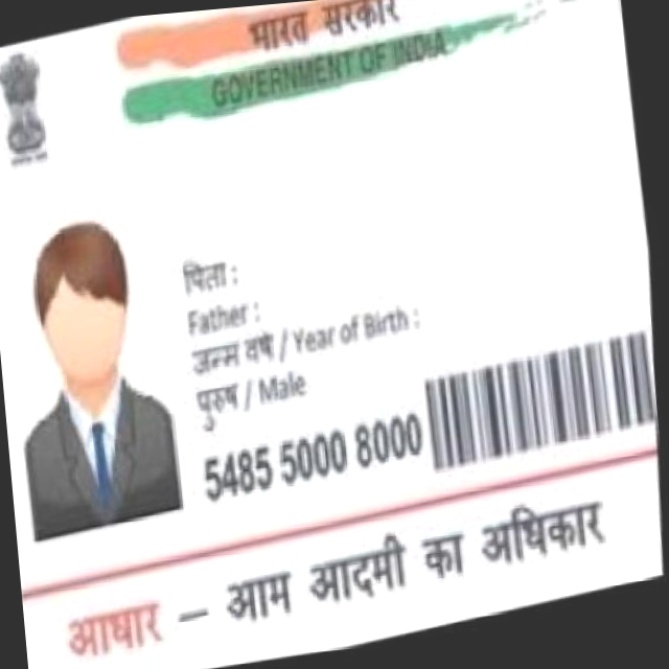 भारत सरकार
GOVERNMENT OF INDIA
पिता :
Father :
जन्म वर्ष / Year of Birth :
पुरुष / Male
5485 5000 8000
आधार – आम आदमी का अधिकार